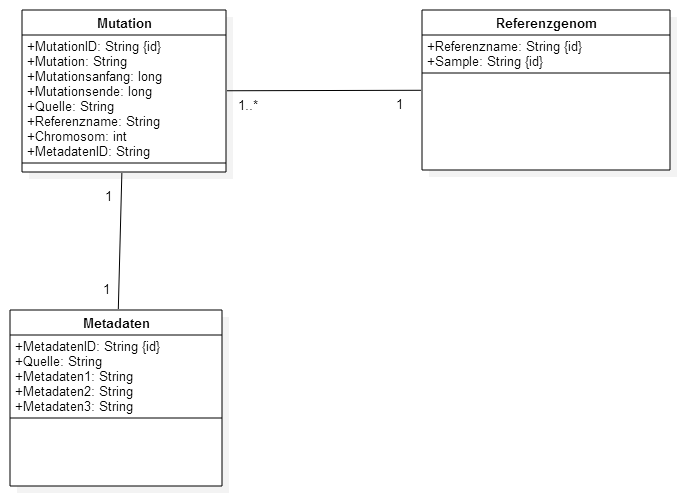 Mutation
+MutationID: String {id}
+Mutation: String
+Mutationsanfang: long
+Mutationsende: long
+Quelle: String
+Referenzname: String
+Chromosom: int
+MetadatenID: String
Referenzgenom
+Referenzname: String {id}
+Sample: String {id}
1..*
1
1
1
Metadaten
+MetadatenID: String {id}
+Quelle: String
+Metadaten1: String
+Metadaten2: String
+Metadaten3: String